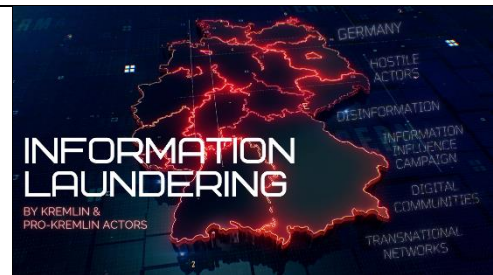 GERMANY
HOSTILE
ACTORS
DISINFORMATION
INFORMATION
INFLUENCE
CAMPAIGN
DIGITAL
COMMUNITIES
TRANSNATIONAL
NETWORKS
INFORMATION
LAUNDERING
BY KREMLIN &
PRO-KREMLIN ACTORS